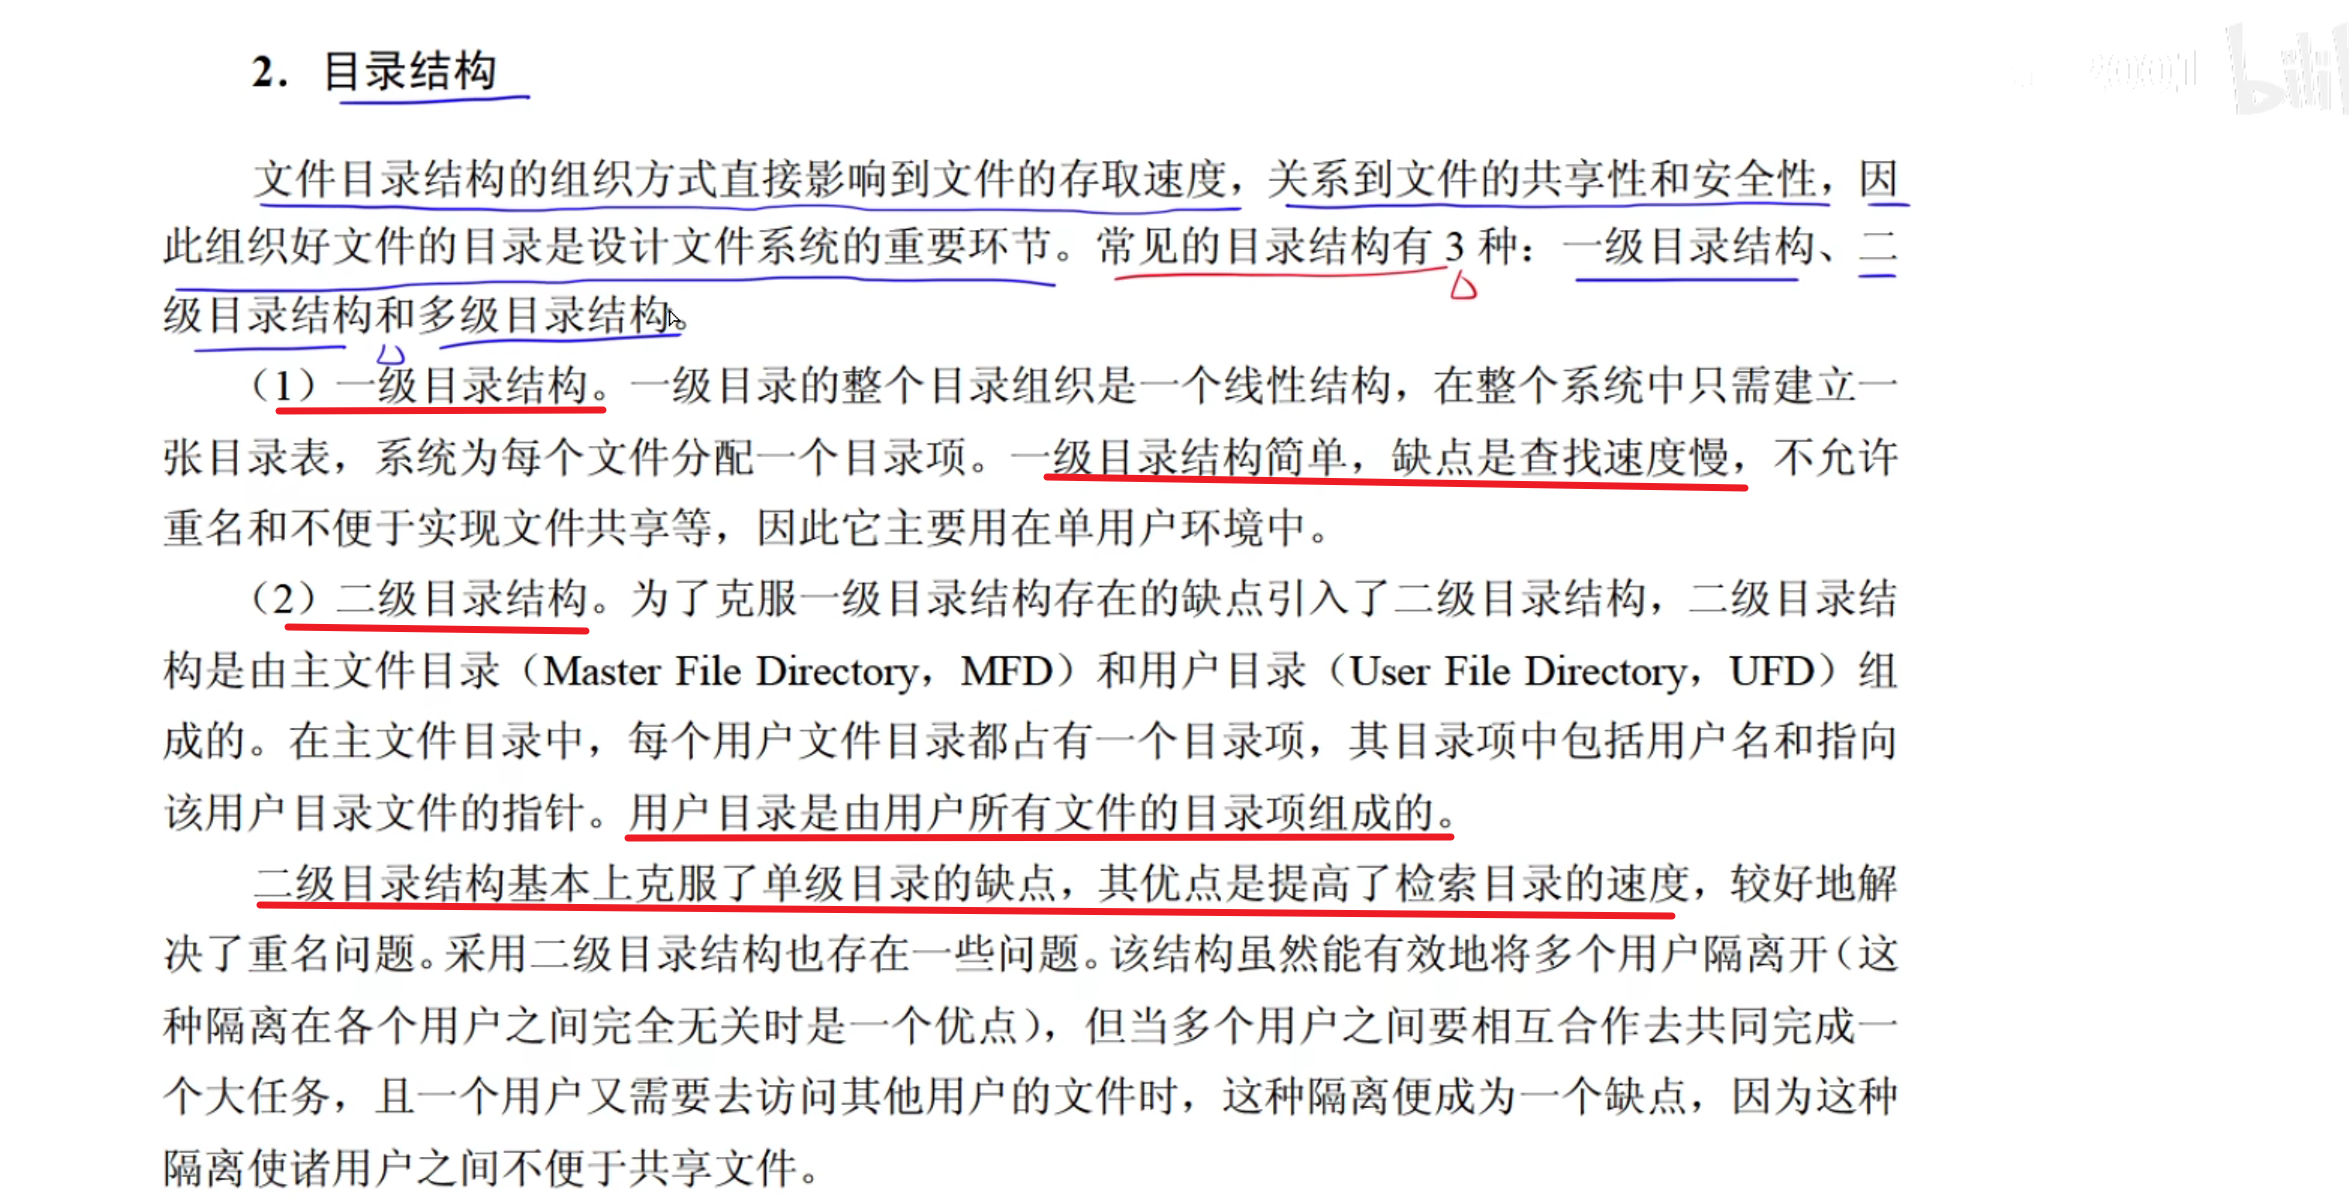 2. 目录结构
文件目录结构的组织方式直接影响到文件的存取速度，关系到文件的共享性和安全性，因
此组织好文件的目录是设计文件系统的重要环节。常见的目录结构有 3 种：一级目录结构、二
级目录结构和多级目录结构。
（1）一级目录结构。一级目录的整个目录组织是一个线性结构，在整个系统中只需建立一
张目录表，系统为每个文件分配一个目录项。一级目录结构简单，缺点是查找速度慢，不允许
重名和不便于实现文件共享等，因此它主要用在单用户环境中。
（2）二级目录结构。为了克服一级目录结构存在的缺点引入了二级目录结构，二级目录结
构是由主文件目录（Master File Directory，MFD）和用户目录（User File Directory，UFD）组
成的。在主文件目录中，每个用户文件目录都占有一个目录项，其目录项中包括用户名和指向
该用户目录文件的指针。用户目录是由用户所有文件的目录项组成的。
二级目录结构基本上克服了单级目录的缺点，其优点是提高了检索目录的速度，较好地解
决了重名问题。采用二级目录结构也存在一些问题。该结构虽然能有效地将多个用户隔离开（这
种隔离在各个用户之间完全无关时是一个优点），但当多个用户之间要相互合作去共同完成一
个大任务，且一个用户又需要去访问其他用户的文件时，这种隔离便成为一个缺点，因为这种
隔离使诸用户之间不便于共享文件。